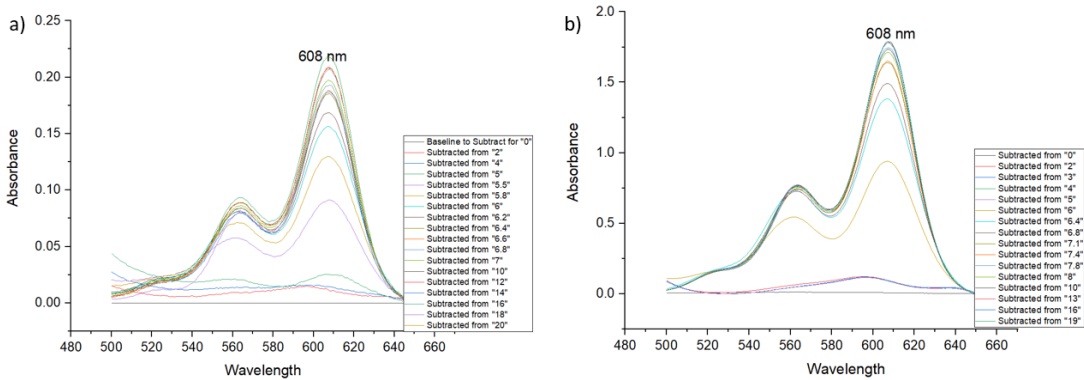 a)
0.25
0.20
0.15
0.10
0.05
0.00
Absorbance
608 nm
Baseline to Subtract for "0"
Subtracted from "2"
Subtracted from "4"
Subtracted from "5"
Subtracted from "5.5"
Subtracted from "5.8"
Subtracted from "6"
Subtracted from "6.2"
Subtracted from "6.4"
Subtracted from "6.6"
Subtracted from "6.8"
Subtracted from "7"
Subtracted from "10"
Subtracted from "12"
Subtracted from "14"
Subtracted from "16"
Subtracted from "18"
Subtracted from "20"
480 500 520 540 560 580 600 620 640 660
Wavelength
b)
2.0
1.5
1.0
0.5
0.0
Absorbance
608 nm
Subtracted from "0"
Subtracted from "2"
Subtracted from "3"
Subtracted from "4"
Subtracted from "5"
Subtracted from "6"
Subtracted from "6.4"
Subtracted from "6.8"
Subtracted from "7.1"
Subtracted from "7.4"
Subtracted from "7.8"
Subtracted from "8"
Subtracted from "10"
Subtracted from "13"
Subtracted from "16"
Subtracted from "19"
480 500 520 540 560 580 600 620 640 660
Wavelength